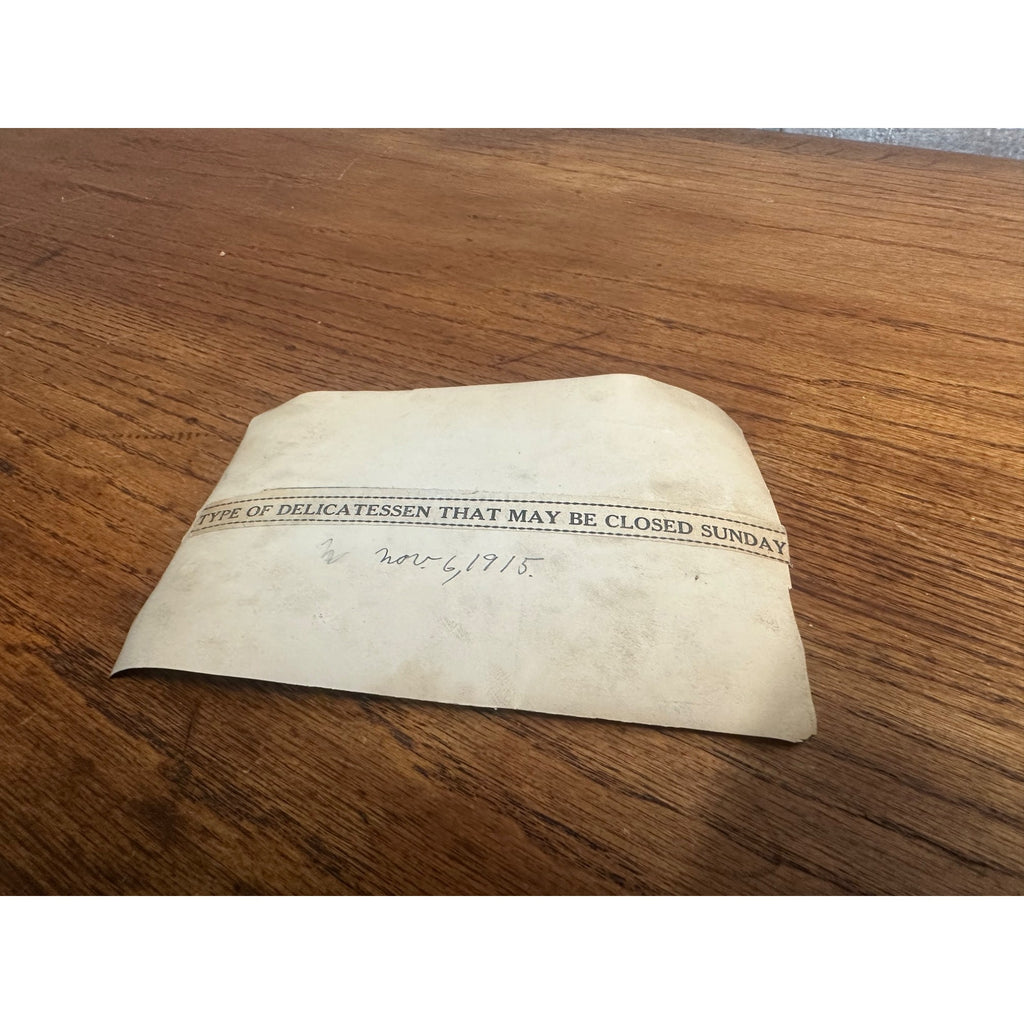 TYPE OF DELICATESSEN THAT MAY BE CLOSED SUNDAY
Nov. 6, 1915.